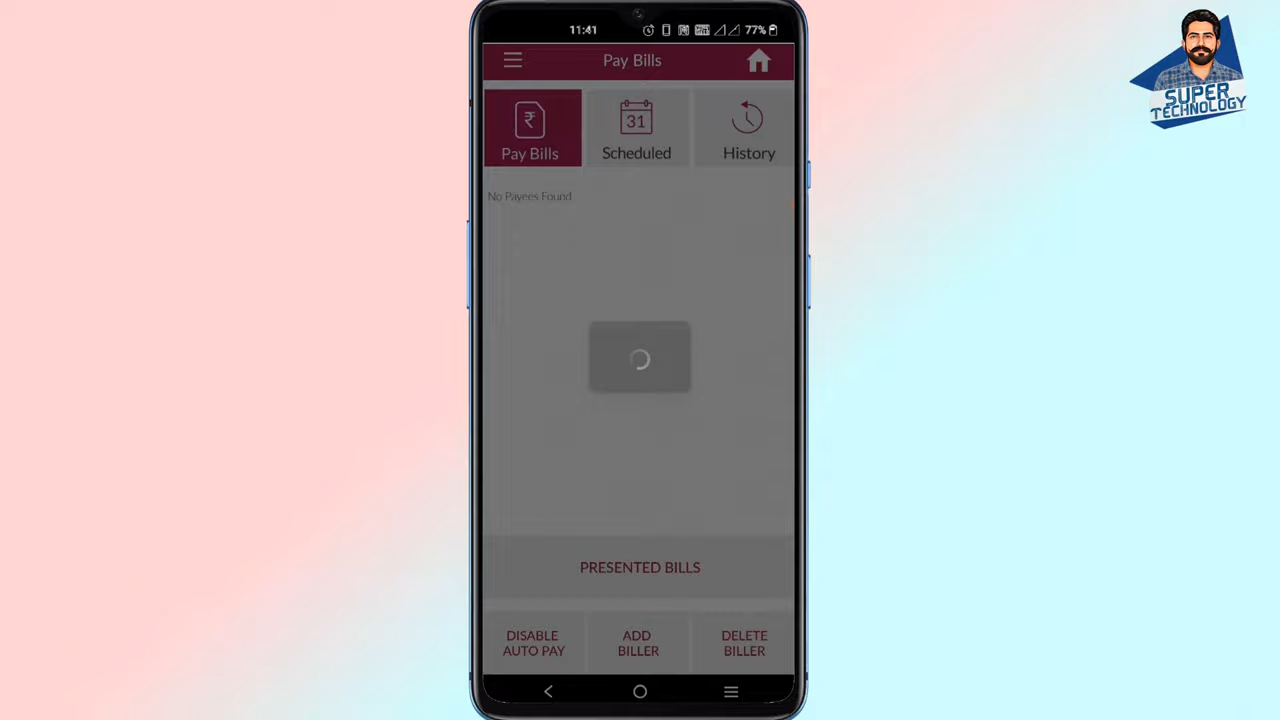 11:41
77%
Pay Bills
SUPER
TECHNOLOGY
₹
31
Pay Bills
Scheduled
History
No Payees Found
PRESENTED BILLS
DISABLE
AUTO PAY
ADD
BILLER
DELETE
BILLER